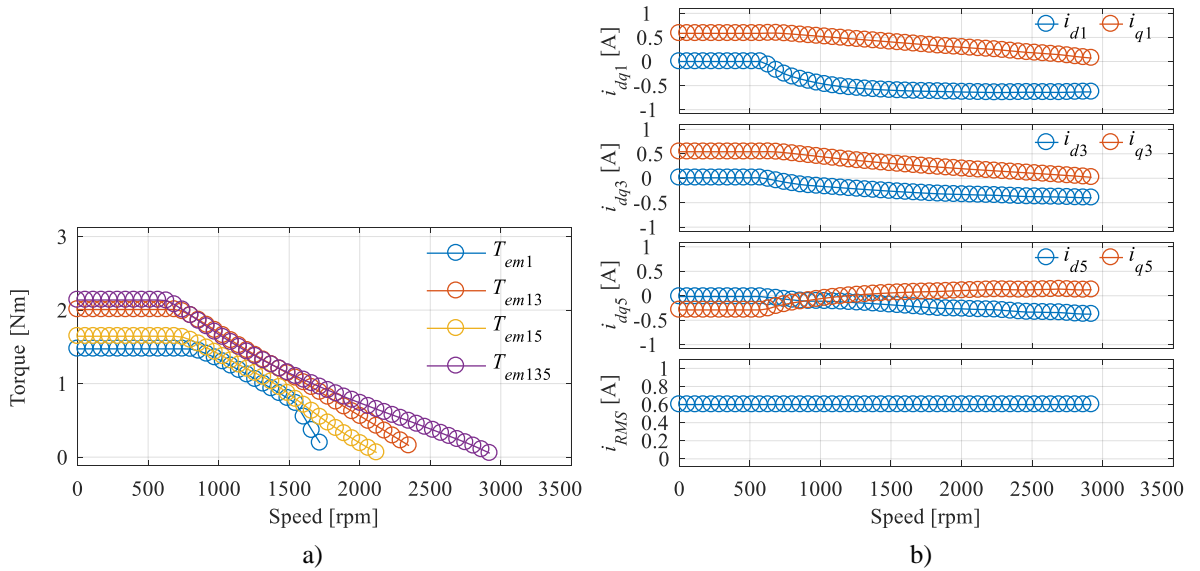 3
2
1
0
Torque [Nm]
T_em1
T_em13
T_em15
T_em135
0 500 1000 1500 2000 2500 3000 3500
Speed [rpm]
a)
1
0.5
0
-0.5
-1
i_dq1 [A]
i_d1 i_q1
1
0.5
0
-0.5
-1
i_dq3 [A]
i_d3 i_q3
1
0.5
0
-0.5
-1
i_dq5 [A]
i_d5 i_q5
1
0.8
0.6
0.4
0.2
0
i_RMS [A]
0 500 1000 1500 2000 2500 3000 3500
Speed [rpm]
b)